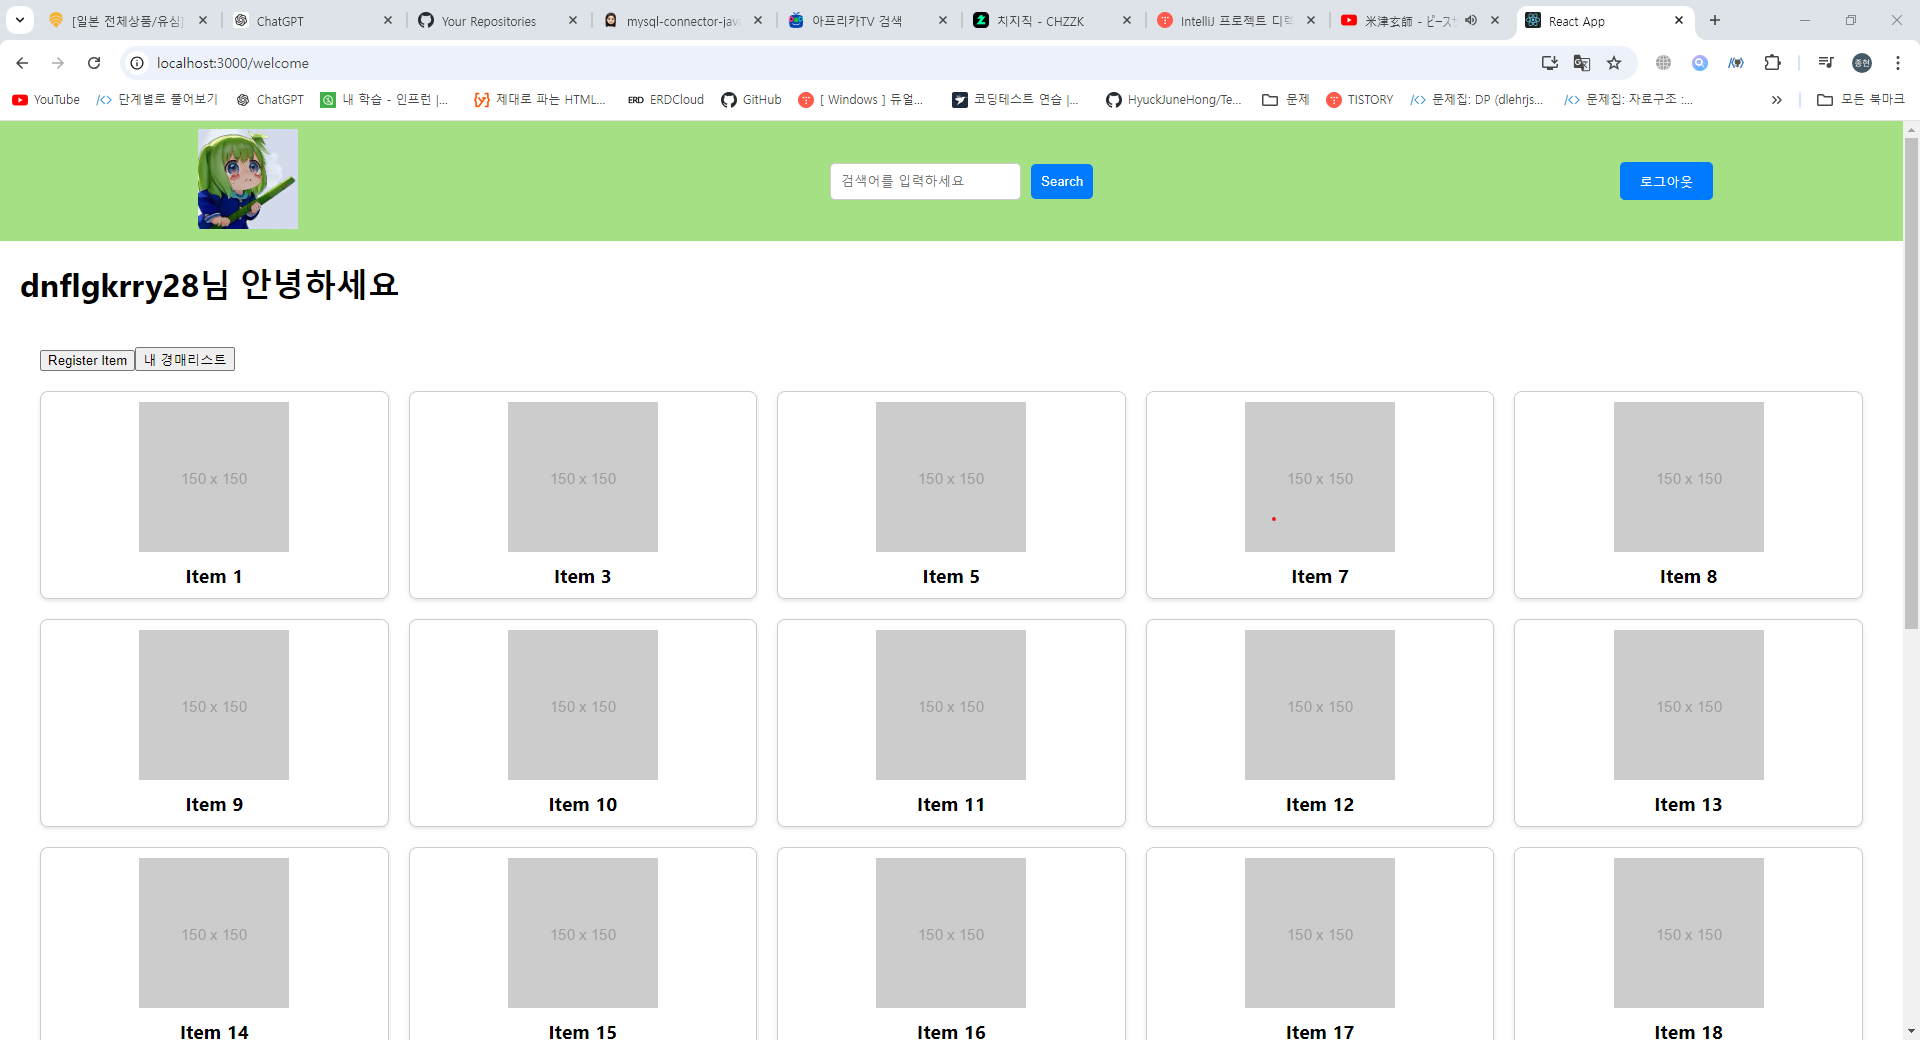 [일본 전체상품/유심]
ChatGPT
Your Repositories
mysql-connector-java
아프리카TV 검색
치지직 - CHZZK
IntelliJ 프로젝트 디렉
米津玄師 - ピース
React App
localhost:3000/welcome
종현
YouTube
단계별로 풀어보기
ChatGPT
내 학습 - 인프런 |...
제대로 파는 HTML...
ERD ERDCloud
GitHub
[ Windows ] 듀얼...
코딩테스트 연습 |...
HyuckJuneHong/Te...
문제
TISTORY
문제집: DP (dlehrjs...
문제집: 자료구조 :...
모든 북마크
검색어를 입력하세요
Search
로그아웃
dnflgkrry28님 안녕하세요
Register Item
내 경매리스트
150 x 150
150 x 150
150 x 150
150 x 150
150 x 150
Item 1
Item 3
Item 5
Item 7
Item 8
150 x 150
150 x 150
150 x 150
150 x 150
150 x 150
Item 9
Item 10
Item 11
Item 12
Item 13
150 x 150
150 x 150
150 x 150
150 x 150
150 x 150
Item 14
Item 15
Item 16
Item 17
Item 18